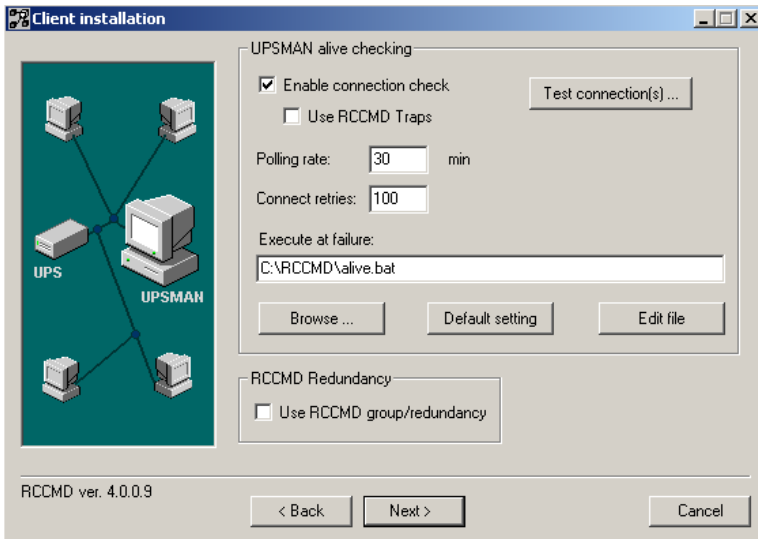 Client installation
UPSMAN alive checking
Enable connection check
Test connection(s) ...
Use RCCMD Traps
Polling rate: 30 min
Connect retries: 100
Execute at failure:
C:\RCCMD\alive.bat
Browse ... Default setting Edit file
UPS
UPSMAN
RCCMD Redundancy
Use RCCMD group/redundancy
RCCMD ver. 4.0.0.9
< Back Next > Cancel